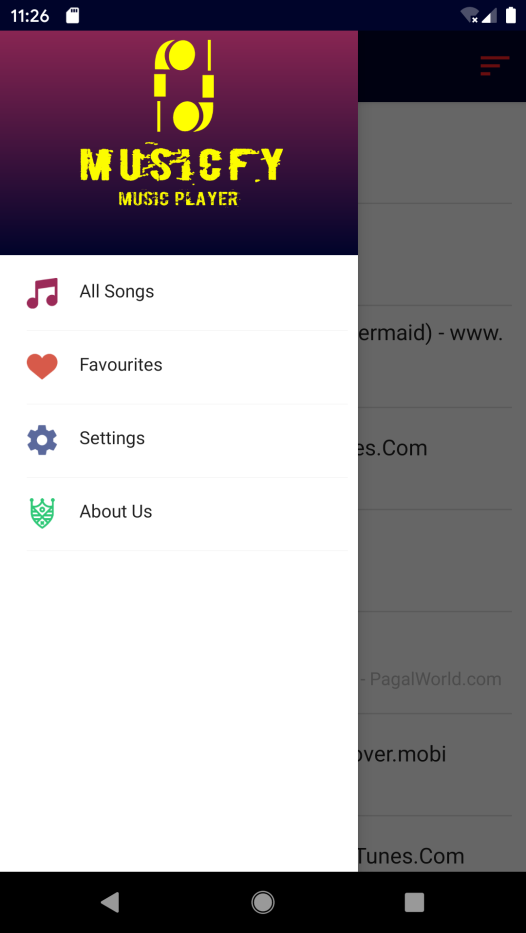 11:26
MUSICFY
MUSIC PLAYER
All Songs
ermaid) - www.
Favourites
Settings
es.Com
About Us
- PagalWorld.com
over.mobi
Tunes.Com